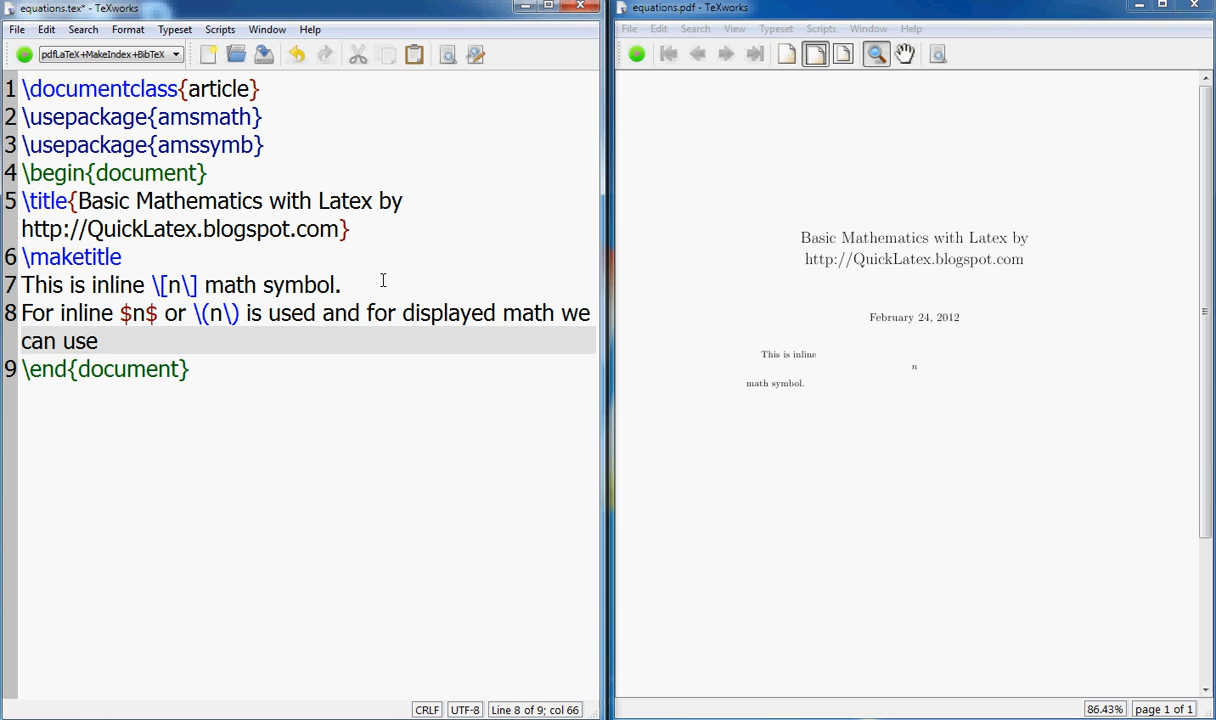 equations.tex* - TeXworks
File Edit Search Format Typeset Scripts Window Help
pdfLaTeX+MakeIndex+BibTeX
1 \documentclass{article}
2 \usepackage{amsmath}
3 \usepackage{amssymb}
4 \begin{document}
5 \title{Basic Mathematics with Latex by
http://QuickLatex.blogspot.com}
6 \maketitle
7 This is inline \[n\] math symbol.
8 For inline $n$ or \(n\) is used and for displayed math we
can use
9 \end{document}
CRLF UTF-8 Line 8 of 9; col 66
equations.pdf - TeXworks
File Edit Search View Typeset Scripts Window Help
Basic Mathematics with Latex by
http://QuickLatex.blogspot.com
February 24, 2012
This is inline
n
math symbol.
86.43% page 1 of 1